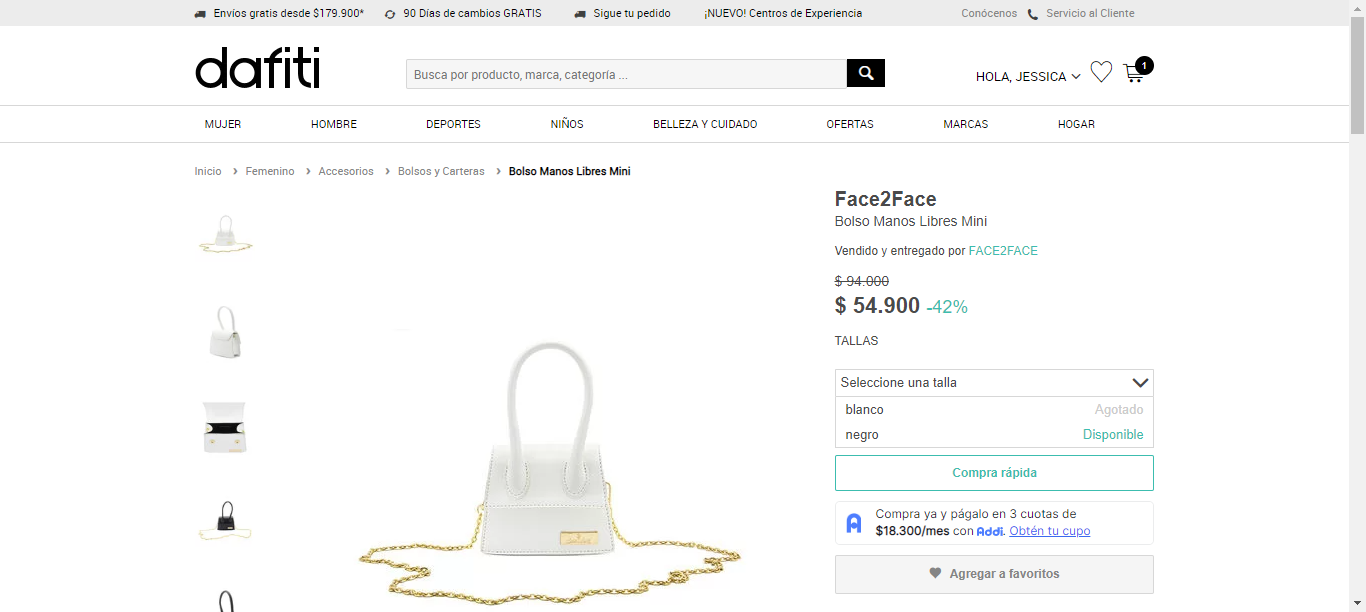 Envíos gratis desde $179.900* 90 Días de cambios GRATIS Sigue tu pedido ¡NUEVO! Centros de Experiencia Conócenos Servicio al Cliente
dafiti
Busca por producto, marca, categoría ...
HOLA, JESSICA
1
MUJER HOMBRE DEPORTES NIÑOS BELLEZA Y CUIDADO OFERTAS MARCAS HOGAR
Inicio > Femenino > Accesorios > Bolsos y Carteras > Bolso Manos Libres Mini
Face2Face
Bolso Manos Libres Mini
Vendido y entregado por FACE2FACE
$ 94.000
$ 54.900 -42%
TALLAS
Seleccione una talla
blanco Agotado
negro Disponible
Compra rápida
Compra ya y págalo en 3 cuotas de
$18.300/mes con Addi. Obtén tu cupo
Agregar a favoritos